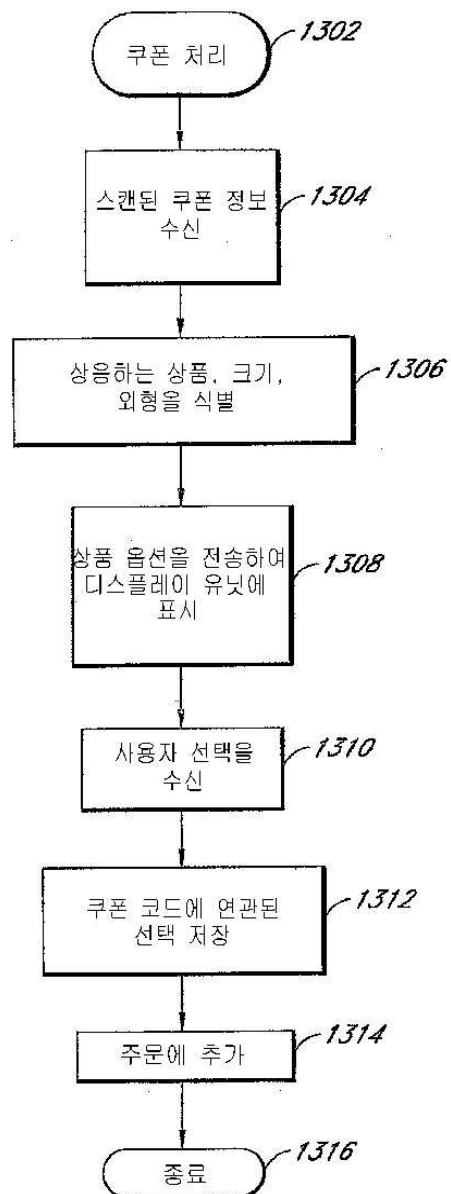 쿠폰 처리
1302
스캔된 쿠폰 정보
수신
1304
상응하는 상품, 크기,
외형을 식별
1306
상품 옵션을 전송하여
디스플레이 유닛에
표시
1308
사용자 선택을
수신
1310
쿠폰 코드에 연관된
선택 저장
1312
주문에 추가
1314
종료
1316